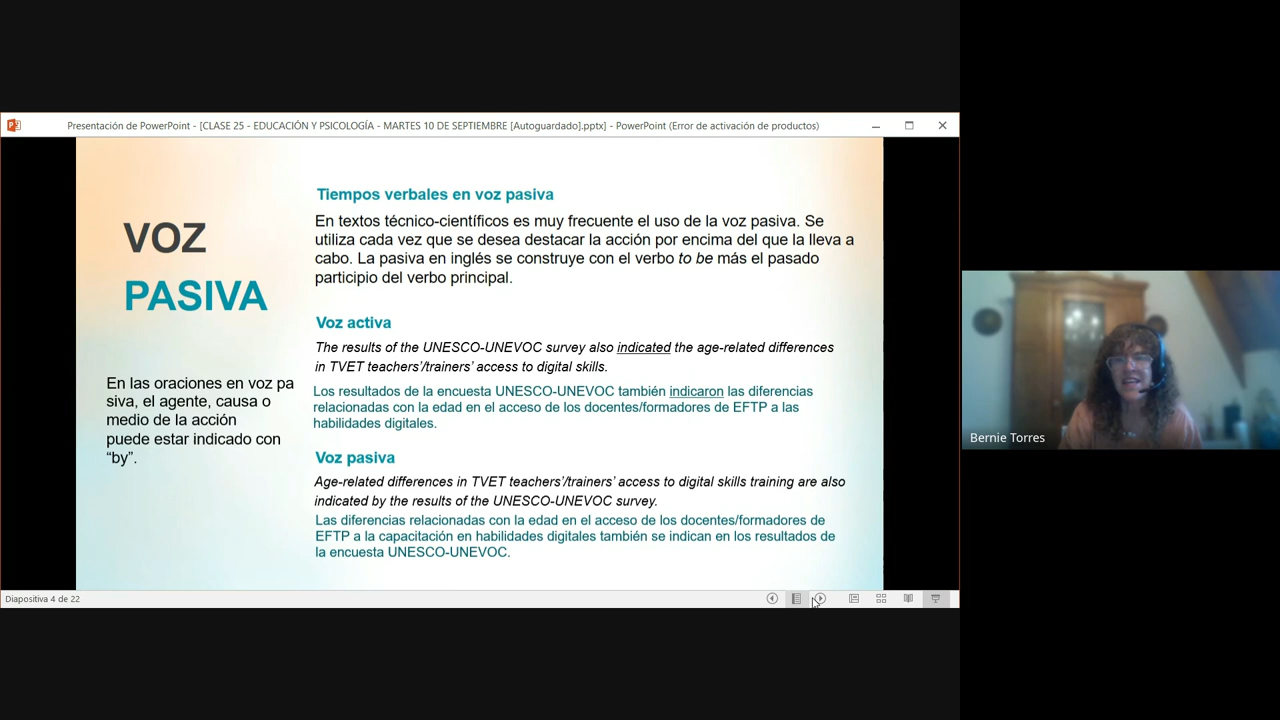 Presentación de PowerPoint - [CLASE 25 - EDUCACIÓN Y PSICOLOGÍA - MARTES 10 DE SEPTIEMBRE [Autoguardado].pptx] - PowerPoint (Error de activación de productos)
VOZ
PASIVA
En las oraciones en voz pa
siva, el agente, causa o
medio de la acción
puede estar indicado con
“by”.
Tiempos verbales en voz pasiva
En textos técnico-científicos es muy frecuente el uso de la voz pasiva. Se
utiliza cada vez que se desea destacar la acción por encima del que la lleva a
cabo. La pasiva en inglés se construye con el verbo to be más el pasado
participio del verbo principal.
Voz activa
The results of the UNESCO-UNEVOC survey also indicated the age-related differences
in TVET teachers’/trainers’ access to digital skills.
Los resultados de la encuesta UNESCO-UNEVOC también indicaron las diferencias
relacionadas con la edad en el acceso de los docentes/formadores de EFTP a las
habilidades digitales.
Voz pasiva
Age-related differences in TVET teachers’/trainers’ access to digital skills training are also
indicated by the results of the UNESCO-UNEVOC survey.
Las diferencias relacionadas con la edad en el acceso de los docentes/formadores de
EFTP a la capacitación en habilidades digitales también se indican en los resultados de
la encuesta UNESCO-UNEVOC.
Diapositiva 4 de 22
Bernie Torres